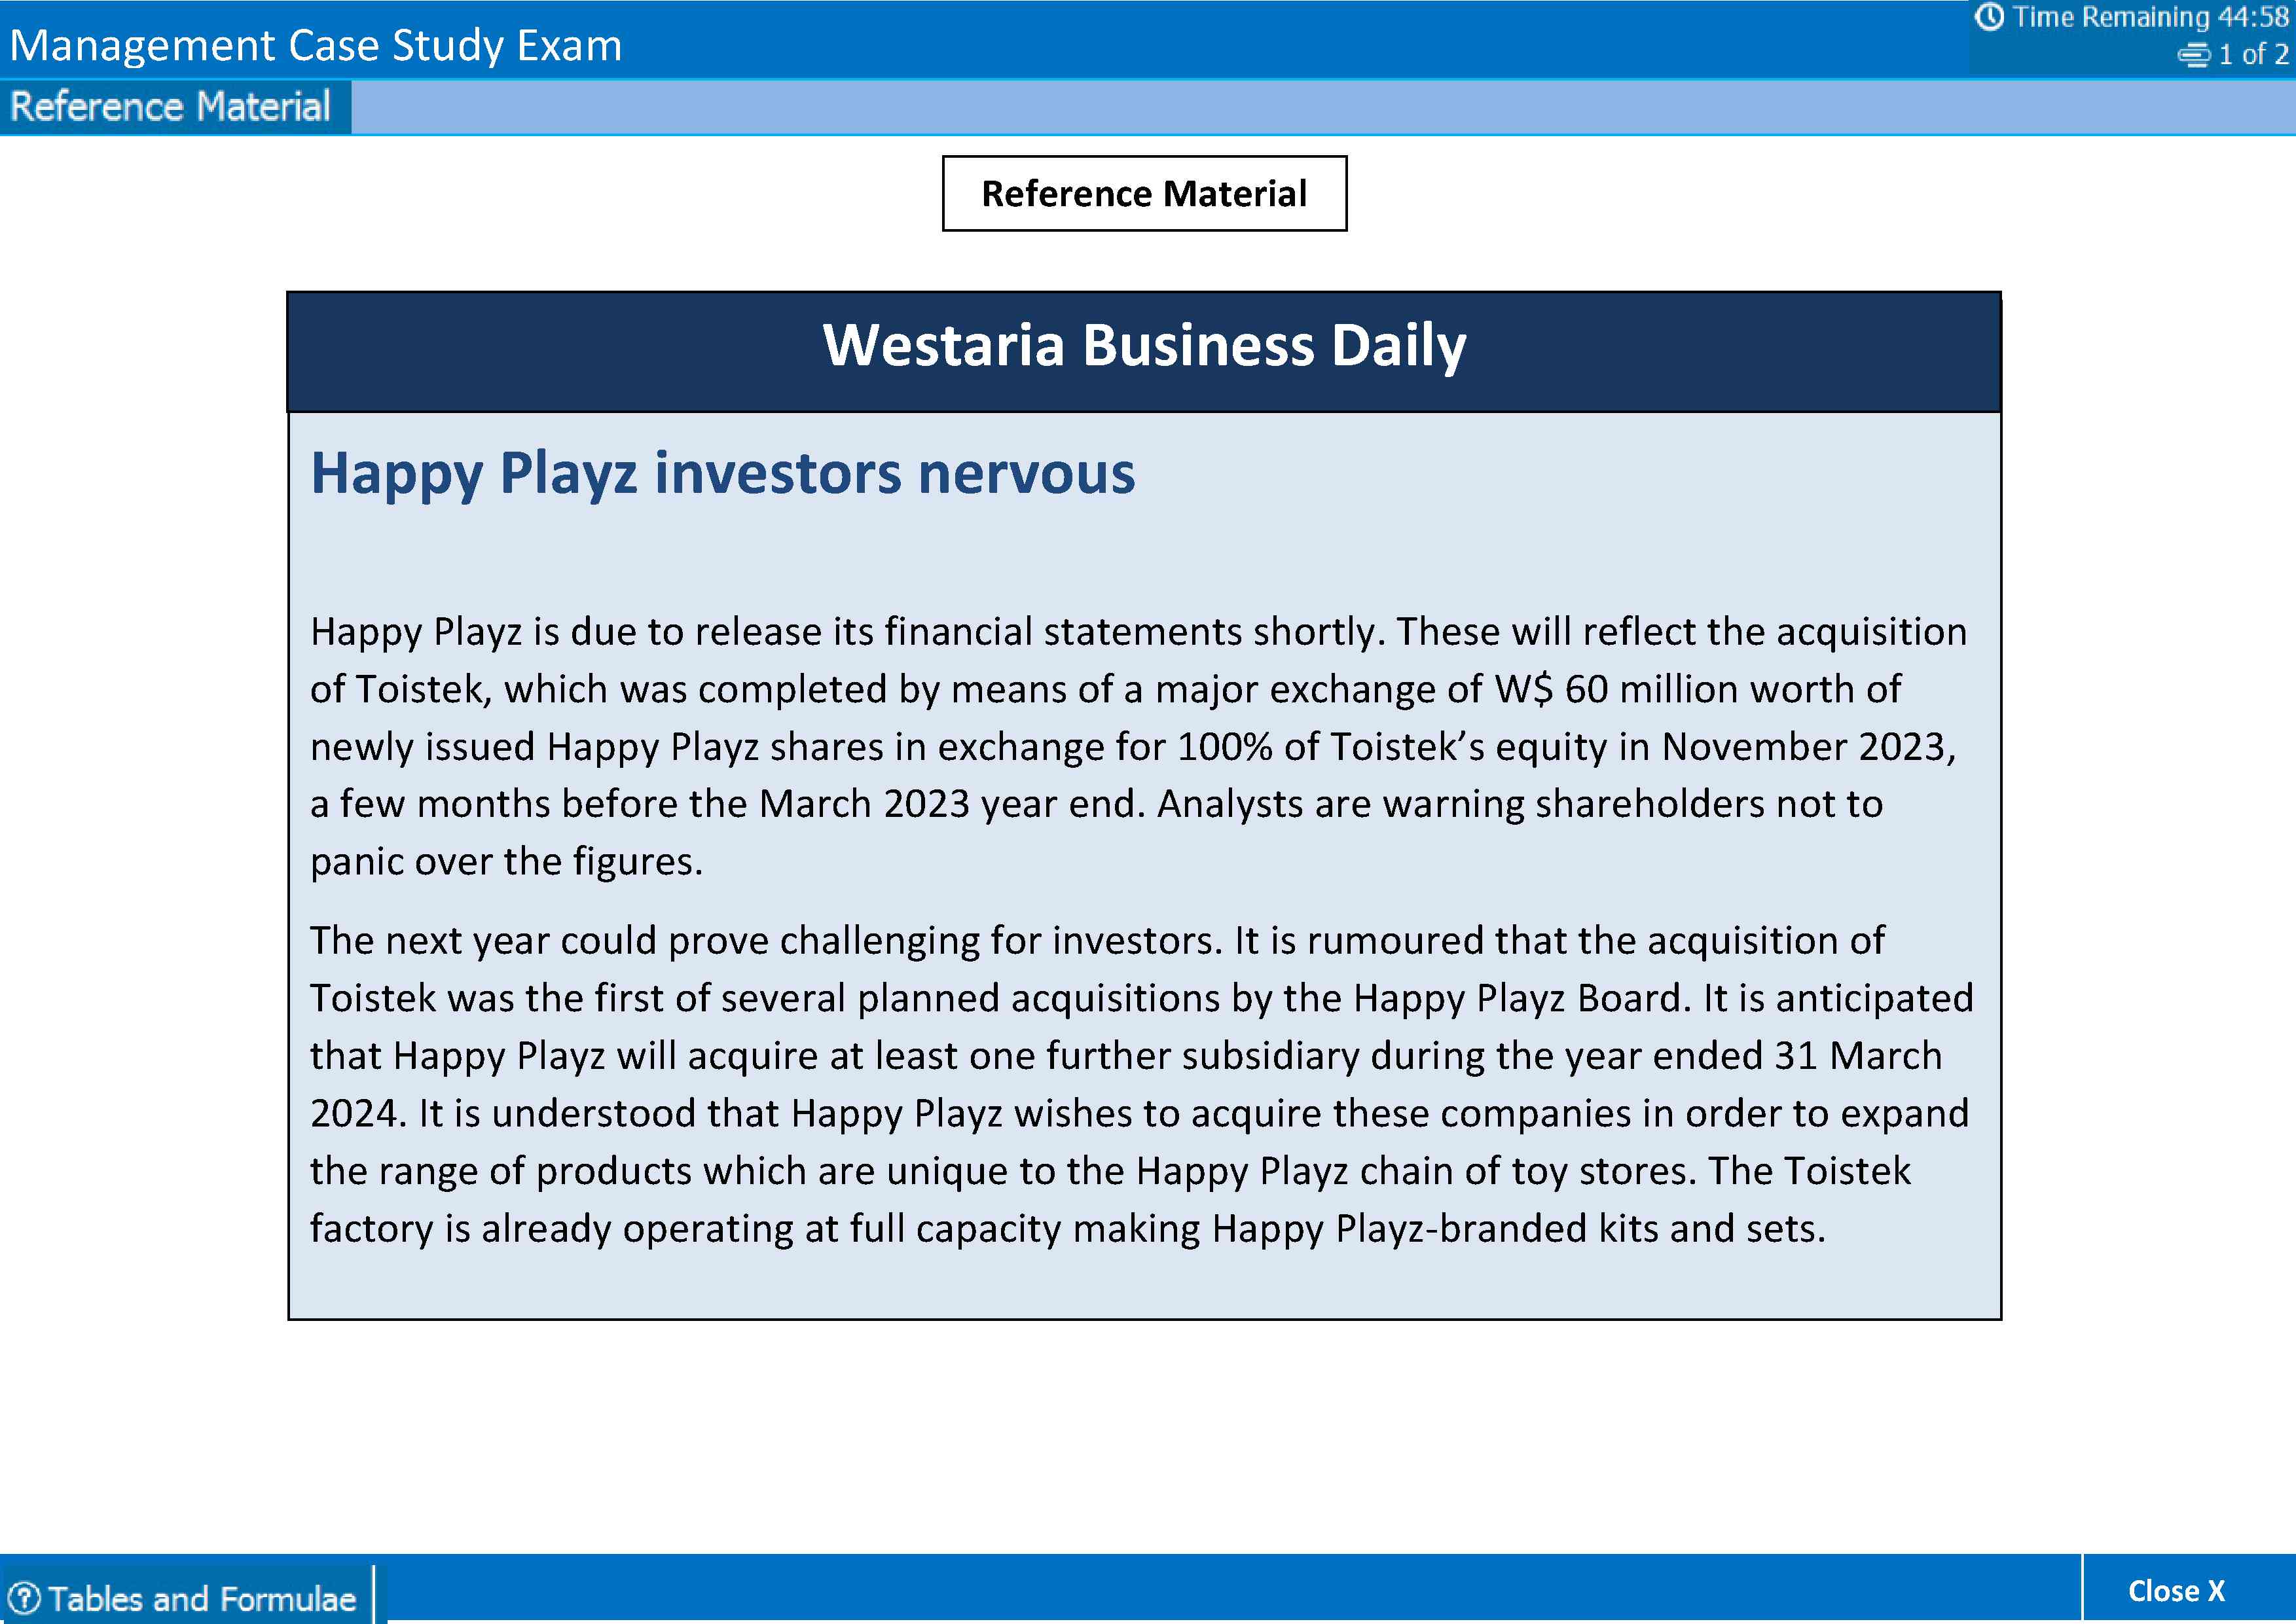 Management Case Study Exam
Time Remaining 44:58
1 of 2
Reference Material
Reference Material
Westaria Business Daily
Happy Playz investors nervous
Happy Playz is due to release its financial statements shortly. These will reflect the acquisition
of Toistek, which was completed by means of a major exchange of W$ 60 million worth of
newly issued Happy Playz shares in exchange for 100% of Toistek’s equity in November 2023,
a few months before the March 2023 year end. Analysts are warning shareholders not to
panic over the figures.
The next year could prove challenging for investors. It is rumoured that the acquisition of
Toistek was the first of several planned acquisitions by the Happy Playz Board. It is anticipated
that Happy Playz will acquire at least one further subsidiary during the year ended 31 March
2024. It is understood that Happy Playz wishes to acquire these companies in order to expand
the range of products which are unique to the Happy Playz chain of toy stores. The Toistek
factory is already operating at full capacity making Happy Playz-branded kits and sets.
Tables and Formulae
Close X